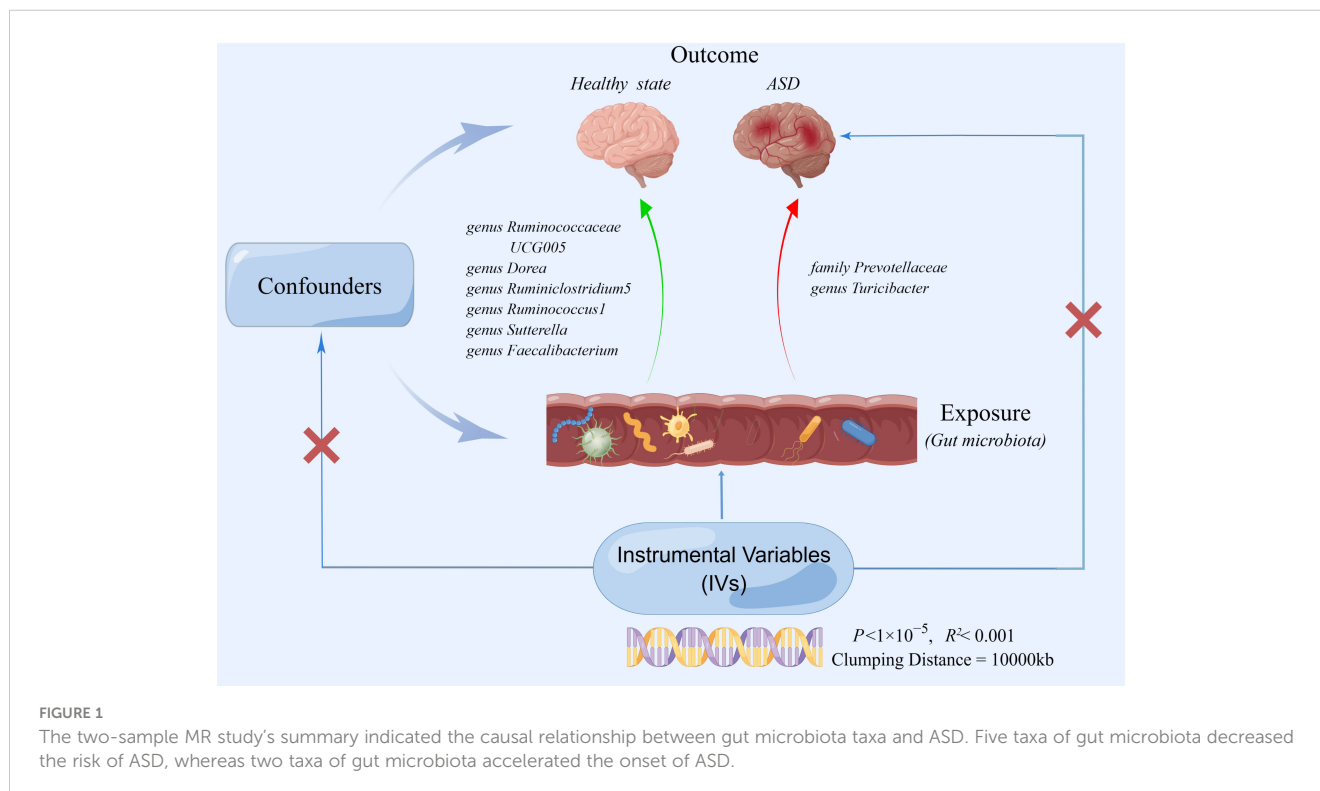 Outcome
Healthy state
ASD
genus Ruminococcaceae
UCG005
genus Dorea
genus Ruminiclostridium5
genus Ruminococcus1
genus Sutterella
genus Faecalibacterium
family Prevotellaceae
genus Turicibacter
Confounders
Exposure
(Gut microbiota)
Instrumental Variables
(IVs)
P<1×10⁻⁵, R²< 0.001
Clumping Distance = 10000kb
FIGURE 1
The two-sample MR study's summary indicated the causal relationship between gut microbiota taxa and ASD. Five taxa of gut microbiota decreased
the risk of ASD, whereas two taxa of gut microbiota accelerated the onset of ASD.